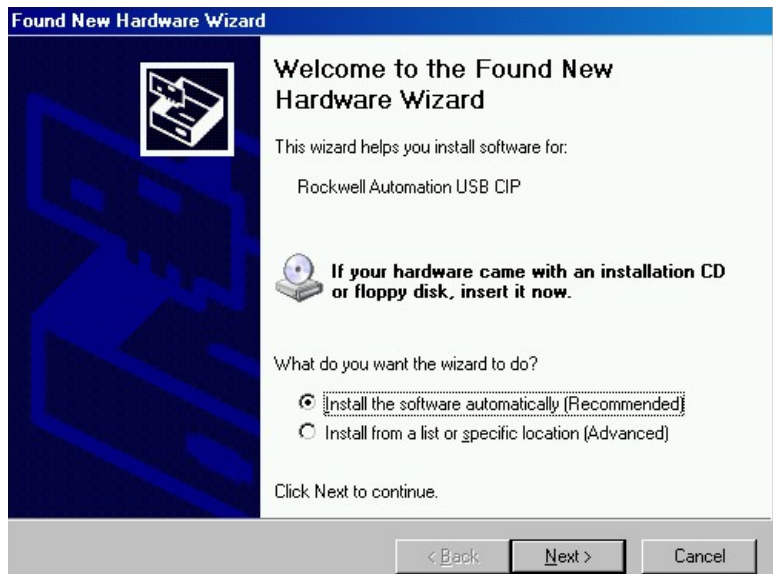 Found New Hardware Wizard
Welcome to the Found New
Hardware Wizard
This wizard helps you install software for:
Rockwell Automation USB CIP
If your hardware came with an installation CD
or floppy disk, insert it now.
What do you want the wizard to do?
Install the software automatically (Recommended)
Install from a list or specific location (Advanced)
Click Next to continue.
< Back
Next >
Cancel